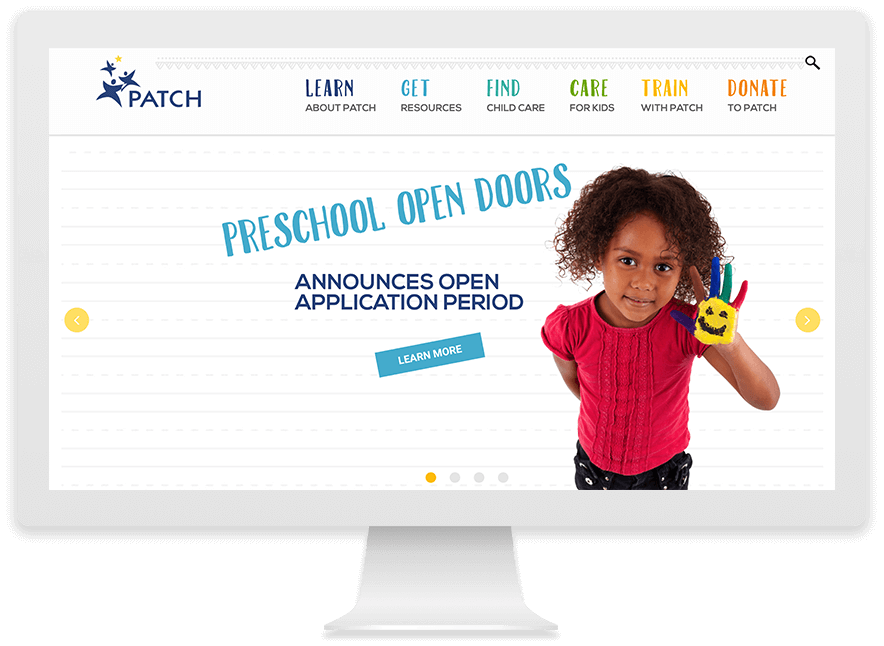 PATCH
LEARN
ABOUT PATCH
GET
RESOURCES
FIND
CHILD CARE
CARE
FOR KIDS
TRAIN
WITH PATCH
DONATE
TO PATCH
PRESCHOOL OPEN DOORS
ANNOUNCES OPEN
APPLICATION PERIOD
LEARN MORE